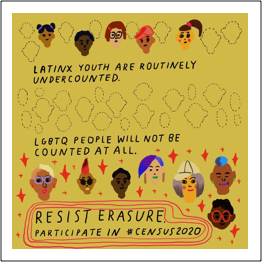 LATINX YOUTH ARE ROUTINELY
UNDERCOUNTED.
LGBTQ PEOPLE WILL NOT BE
COUNTED AT ALL.
RESIST ERASURE
PARTICIPATE IN #CENSUS2020